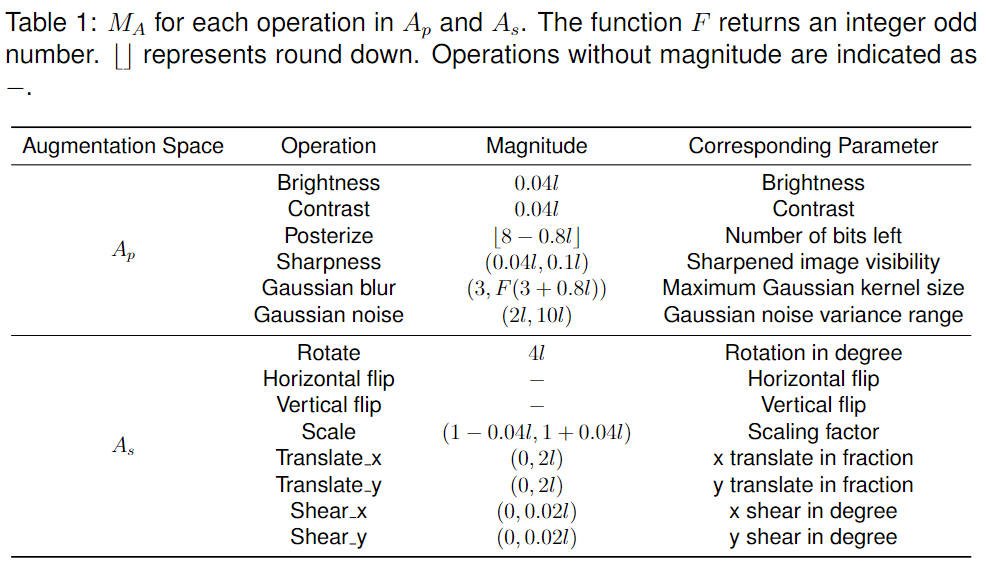 Table 1: M_A for each operation in A_p and A_s. The function F returns an integer odd
number. ⌊⌋ represents round down. Operations without magnitude are indicated as
−.
Augmentation Space Operation Magnitude Corresponding Parameter
Brightness 0.04l Brightness
Contrast 0.04l Contrast
Posterize ⌊8 − 0.8l⌋ Number of bits left
A_p
Sharpness (0.04l, 0.1l) Sharpened image visibility
Gaussian blur (3, F(3 + 0.8l)) Maximum Gaussian kernel size
Gaussian noise (2l, 10l) Gaussian noise variance range
Rotate 4l Rotation in degree
Horizontal flip − Horizontal flip
Vertical flip − Vertical flip
Scale (1 − 0.04l, 1 + 0.04l) Scaling factor
A_s
Translate_x (0, 2l) x translate in fraction
Translate_y (0, 2l) y translate in fraction
Shear_x (0, 0.02l) x shear in degree
Shear_y (0, 0.02l) y shear in degree